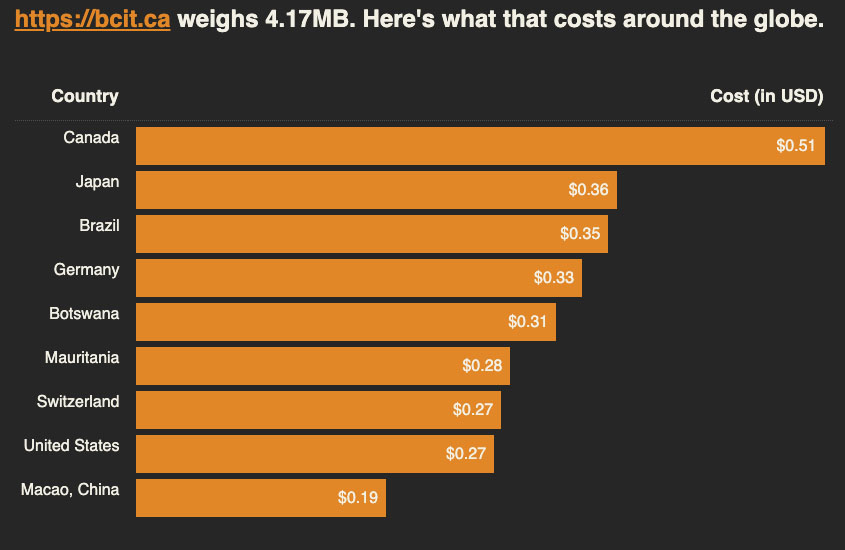 https://bcit.ca weighs 4.17MB. Here's what that costs around the globe.
Country Cost (in USD)
Canada $0.51
Japan $0.36
Brazil $0.35
Germany $0.33
Botswana $0.31
Mauritania $0.28
Switzerland $0.27
United States $0.27
Macao, China $0.19